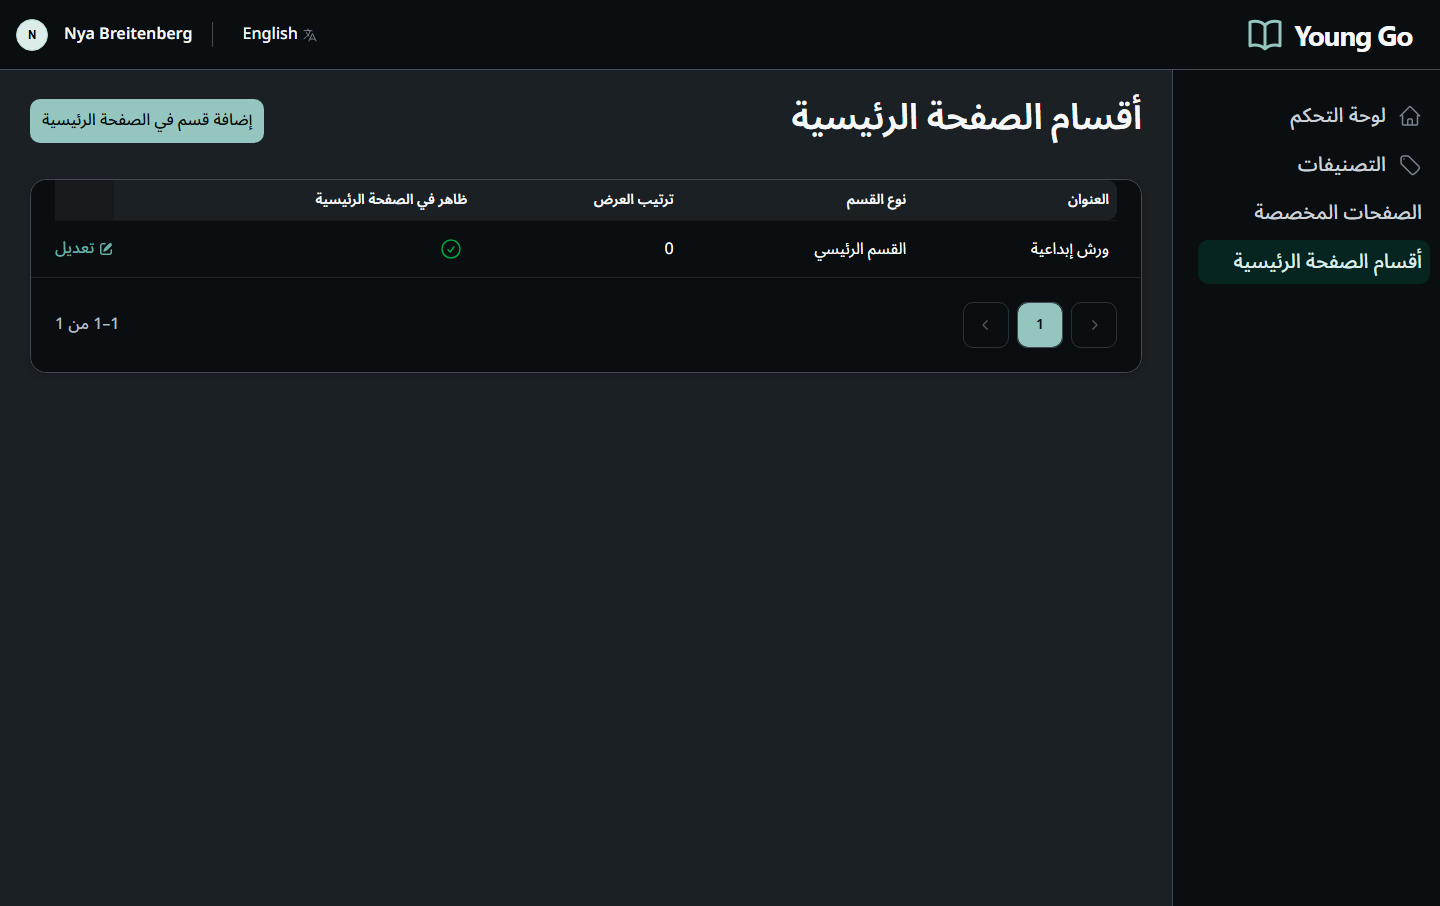 Young Go
English
Nya Breitenberg
N
لوحة التحكم
التصنيفات
الصفحات المخصصة
أقسام الصفحة الرئيسية
أقسام الصفحة الرئيسية
إضافة قسم في الصفحة الرئيسية
العنوان نوع القسم ترتيب العرض ظاهر في الصفحة الرئيسية
ورش إبداعية القسم الرئيسي 0 تعديل
1
1–1 من 1